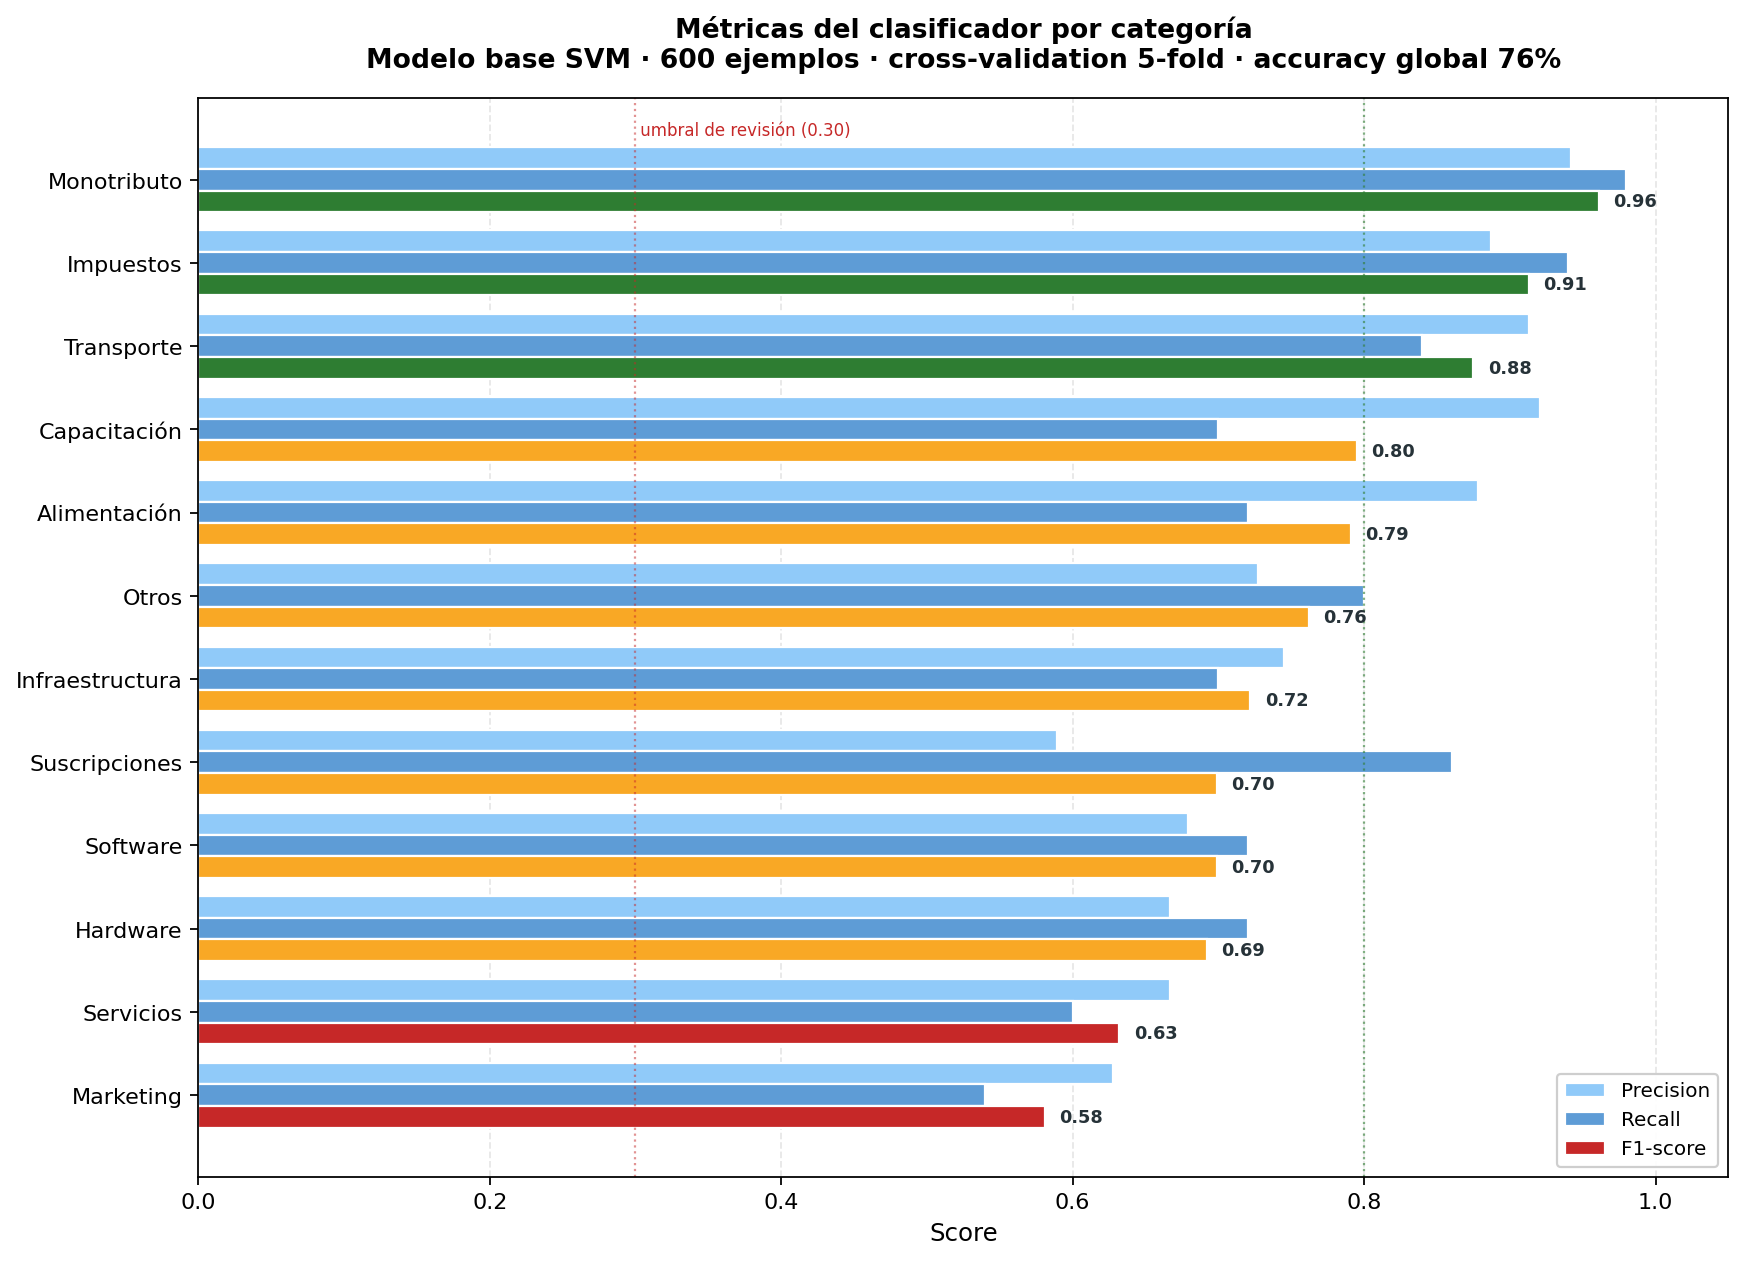 Métricas del clasificador por categoría
Modelo base SVM · 600 ejemplos · cross-validation 5-fold · accuracy global 76%
umbral de revisión (0.30)
Monotributo
0.96
Impuestos
0.91
Transporte
0.88
Capacitación
0.80
Alimentación
0.79
Otros
0.76
Infraestructura
0.72
Suscripciones
0.70
Software
0.70
Hardware
0.69
Servicios
0.63
Marketing
0.58
Precision
Recall
F1-score
0.0 0.2 0.4 0.6 0.8 1.0
Score